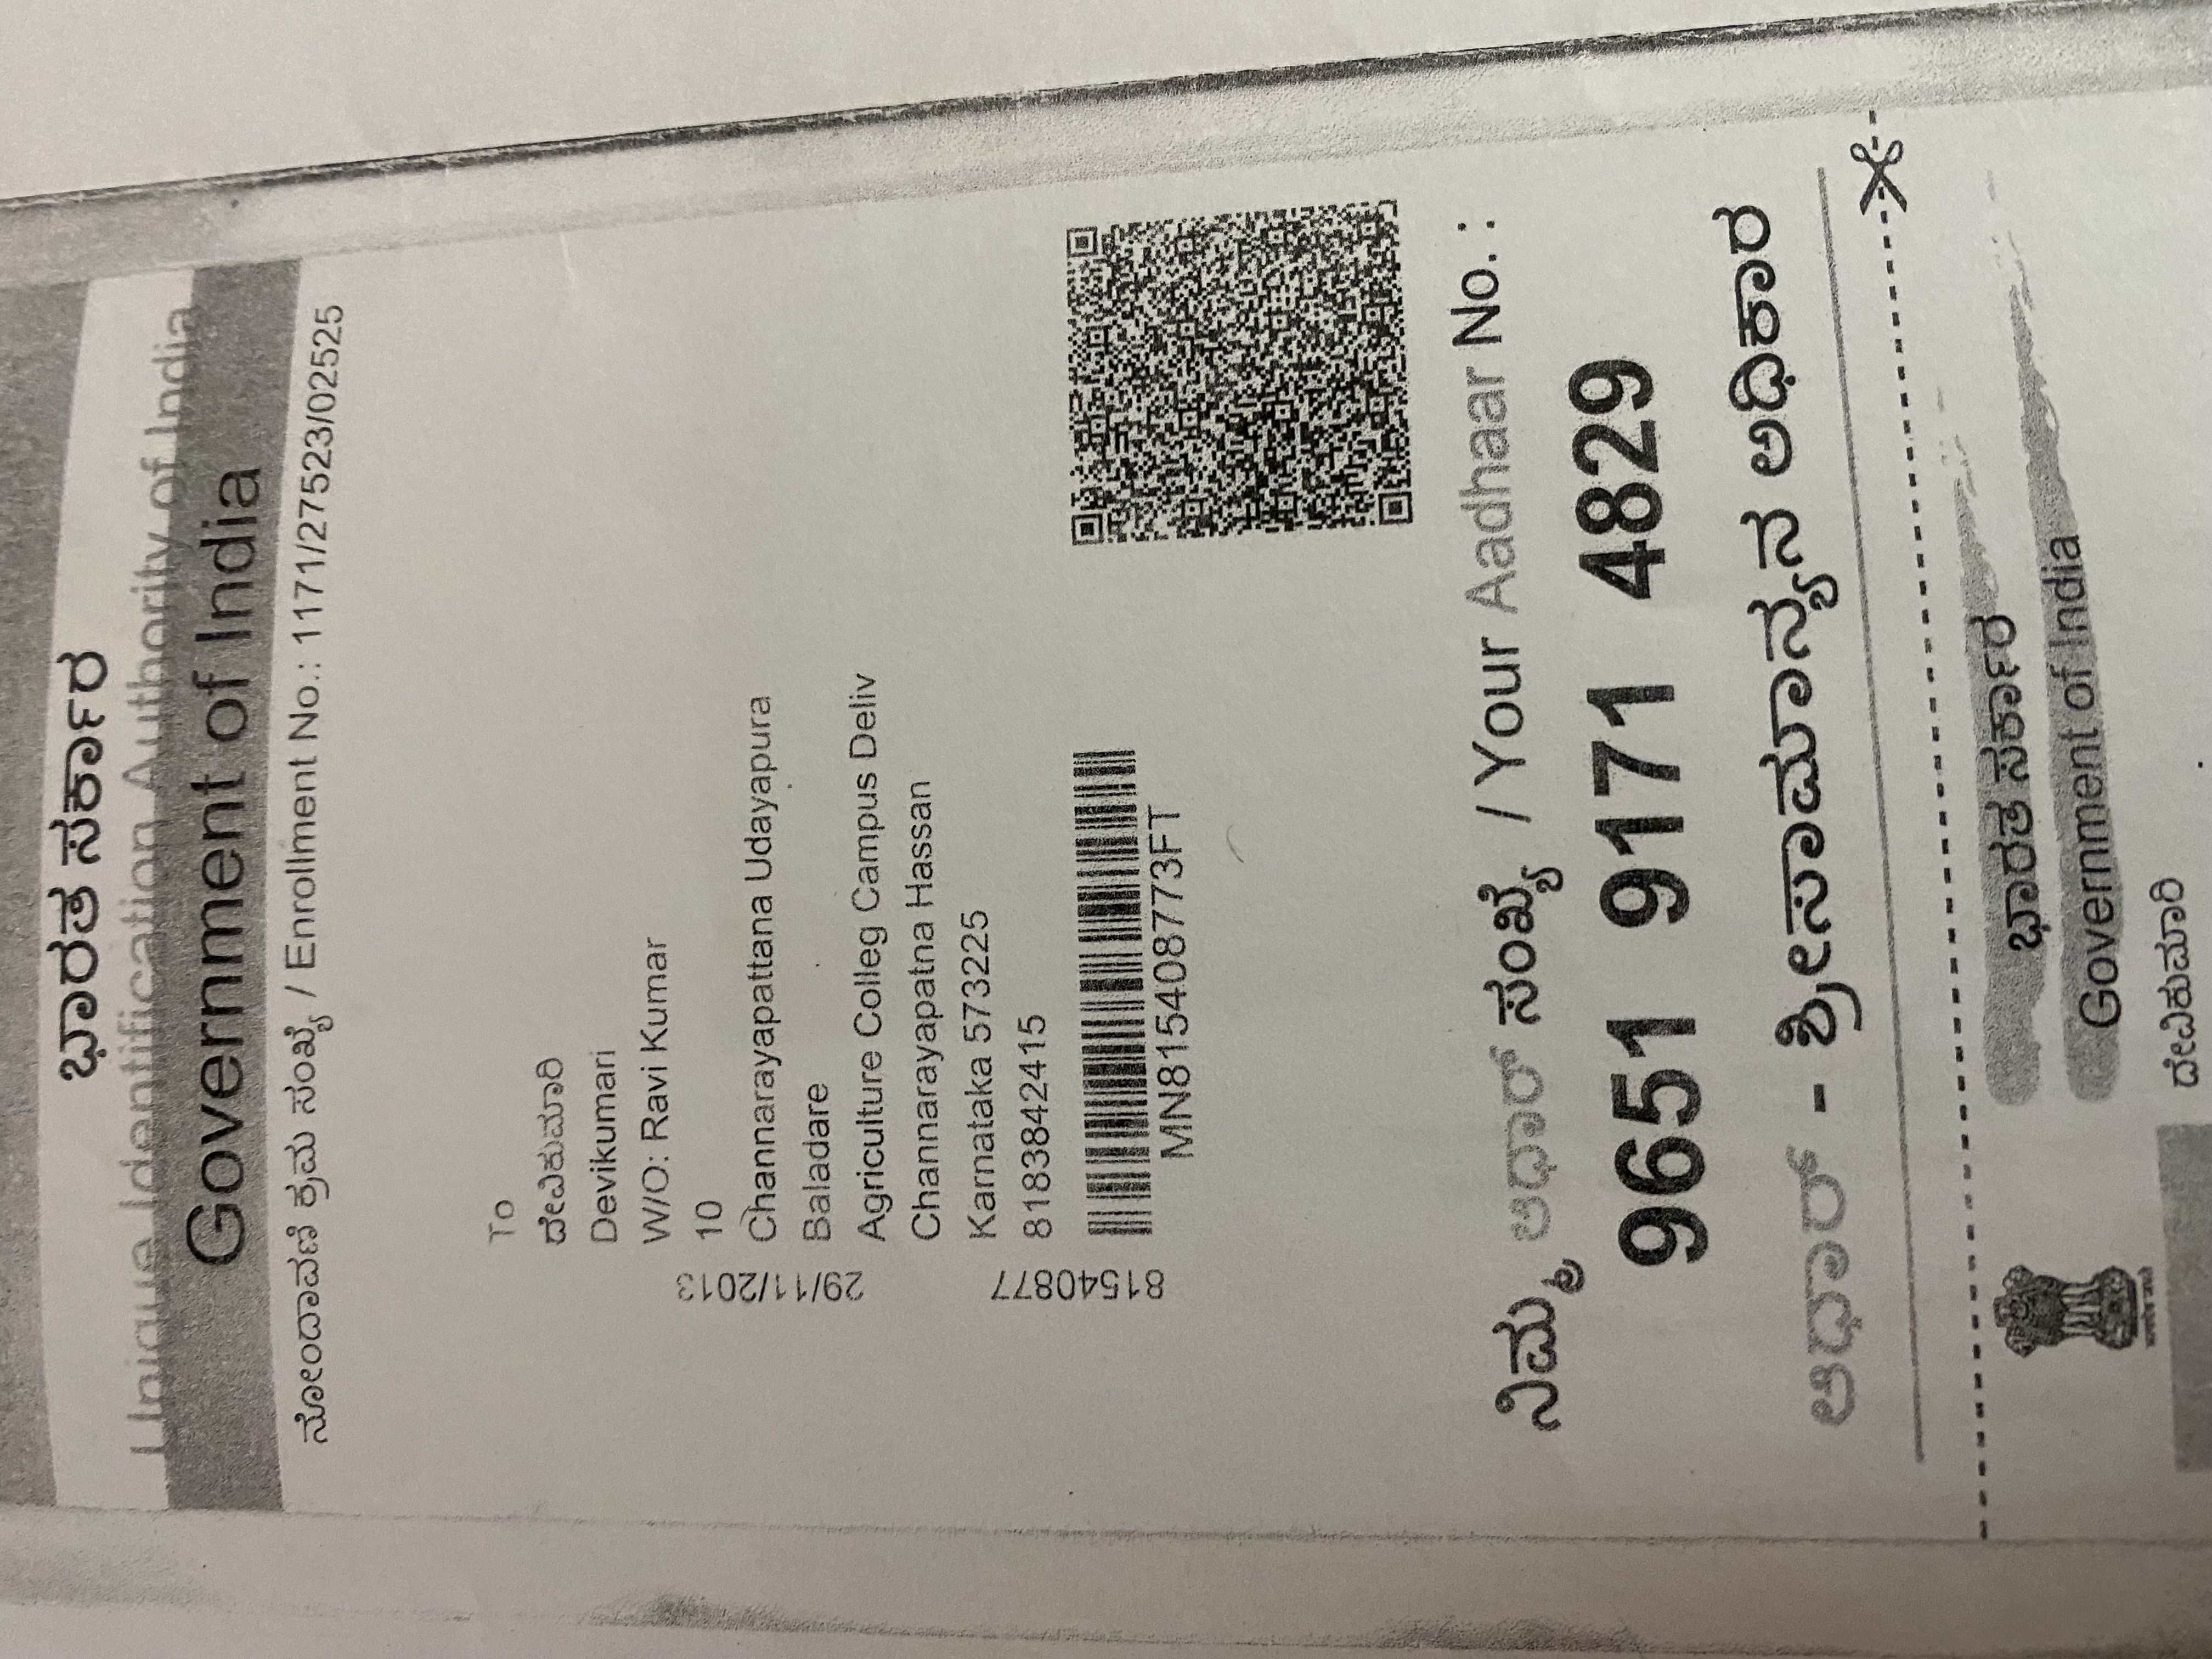 ಭಾರತ ಸರ್ಕಾರ
Unique Identification Authority of India
Government of India
ನೋಂದಾವಣಿ ಕ್ರಮ ಸಂಖ್ಯೆ / Enrollment No.: 1171/27523/02525
To
ದೇವಿಕುಮಾರಿ
Devikumari
W/O: Ravi Kumar
10
Channarayapattana Udayapura
Baladare
Agriculture Colleg Campus Deliv
Channarayapatna Hassan
Karnataka 573225
8183842415
29/11/2013
81540877
MN815408773FT
ನಿಮ್ಮ ಆಧಾರ್ ಸಂಖ್ಯೆ / Your Aadhaar No. :
9651 9171 4829
ಆಧಾರ್ - ಶ್ರೀಸಾಮಾನ್ಯನ ಅಧಿಕಾರ
ಭಾರತ ಸರ್ಕಾರ
Government of India
ದೇವಿಕುಮಾರಿ